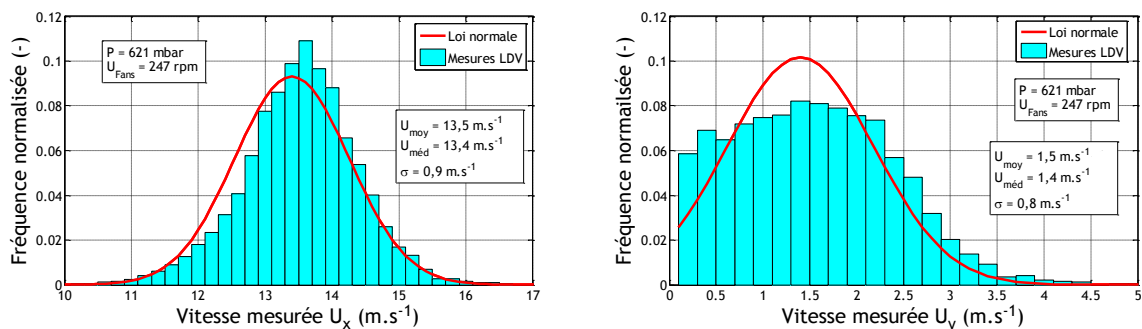 0.12
0.1
0.08
0.06
0.04
0.02
0
Fréquence normalisée (-)
P = 621 mbar
U_Fans = 247 rpm
Loi normale
Mesures LDV
U_moy = 13,5 m.s⁻¹
U_méd = 13,4 m.s⁻¹
σ = 0,9 m.s⁻¹
10 11 12 13 14 15 16 17
Vitesse mesurée U_x (m.s⁻¹)
0.12
0.1
0.08
0.06
0.04
0.02
0
Fréquence normailsée (-)
Loi normale
Mesures LDV
P = 621 mbar
U_Fans = 247 rpm
U_moy = 1,5 m.s⁻¹
U_méd = 1,4 m.s⁻¹
σ = 0,8 m.s⁻¹
0 0.5 1 1.5 2 2.5 3 3.5 4 4.5 5
Vitesse mesurée U_y (m.s⁻¹)